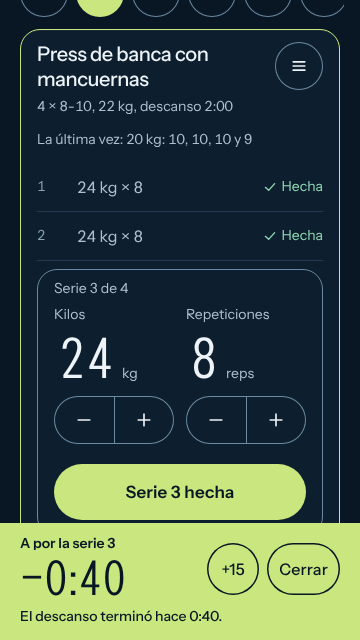 Press de banca con
mancuernas
4 × 8-10, 22 kg, descanso 2:00
La última vez: 20 kg: 10, 10, 10 y 9
1 24 kg × 8 Hecha
2 24 kg × 8 Hecha
Serie 3 de 4
Kilos Repeticiones
24 kg 8 reps
− + − +
Serie 3 hecha
A por la serie 3
−0:40
+15 Cerrar
El descanso terminó hace 0:40.